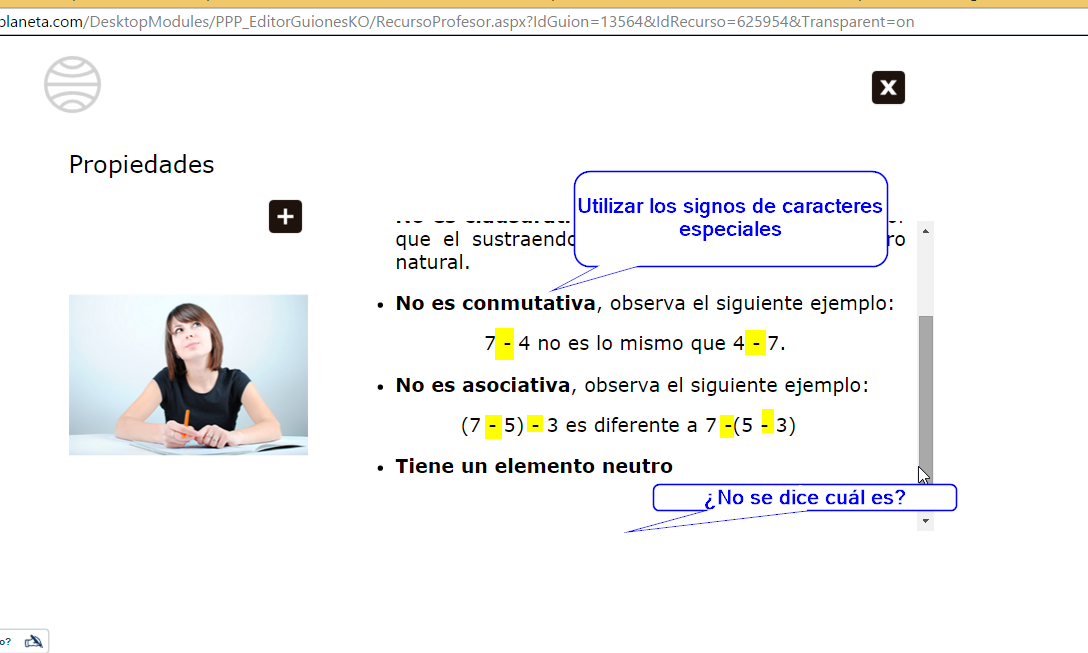 planeta.com/DesktopModules/PPP_EditorGuionesKO/RecursoProfesor.aspx?IdGuion=13564&IdRecurso=625954&Transparent=on
X
Propiedades
+
Utilizar los signos de caracteres
especiales
No es
que el sustraendo
natural.
• No es conmutativa, observa el siguiente ejemplo:
7 - 4 no es lo mismo que 4 - 7.
• No es asociativa, observa el siguiente ejemplo:
(7 - 5) - 3 es diferente a 7 -(5 - 3)
• Tiene un elemento neutro
¿No se dice cuál es?
o?